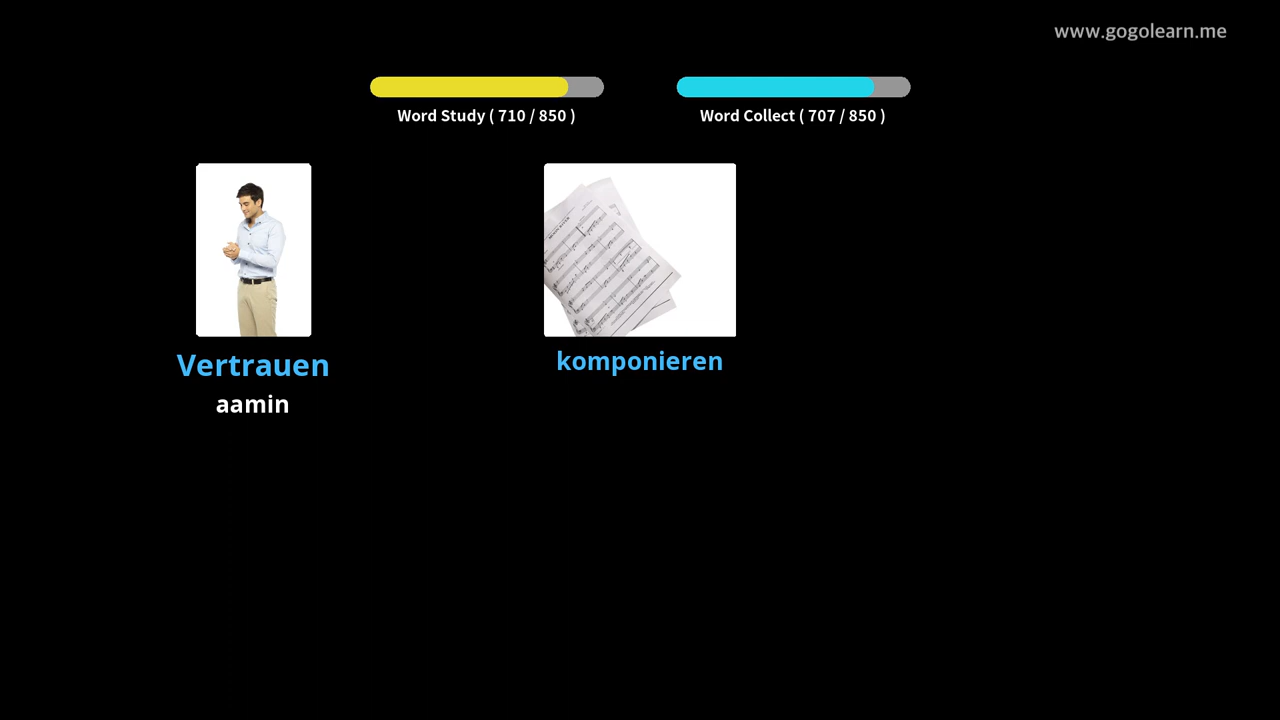 www.gogolearn.me
Word Study ( 710 / 850 )
Word Collect ( 707 / 850 )
Vertrauen
aamin
komponieren